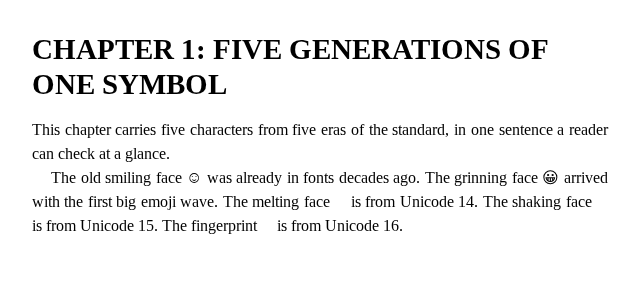 CHAPTER 1: FIVE GENERATIONS OF
ONE SYMBOL
This chapter carries five characters from five eras of the standard, in one sentence a reader
can check at a glance.
The old smiling face ☺ was already in fonts decades ago. The grinning face 😀 arrived
with the first big emoji wave. The melting face is from Unicode 14. The shaking face
is from Unicode 15. The fingerprint is from Unicode 16.